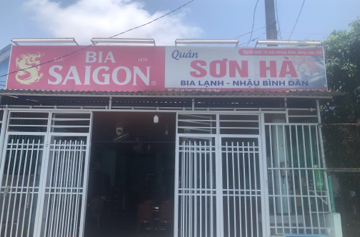 BIA
SAIGON
Quán
SƠN HÀ
BIA LẠNH - NHẬU BÌNH DÂN